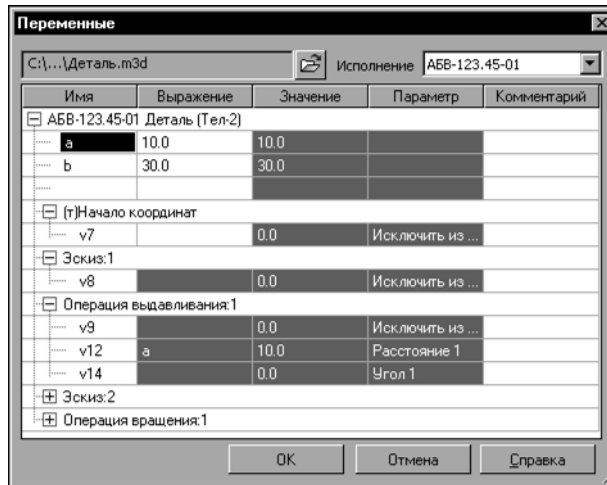 Переменные
C:\...\Деталь.m3d Исполнение АБВ-123.45-01
Имя Выражение Значение Параметр Комментарий
АБВ-123.45-01 Деталь (Тел-2)
a 10.0 10.0
b 30.0 30.0
(т)Начало координат
v7 0.0 Исключить из ...
Эскиз:1
v8 0.0 Исключить из ...
Операция выдавливания:1
v9 0.0 Исключить из ...
v12 a 10.0 Расстояние 1
v14 0.0 Угол 1
Эскиз:2
Операция вращения:1
OK Отмена Справка